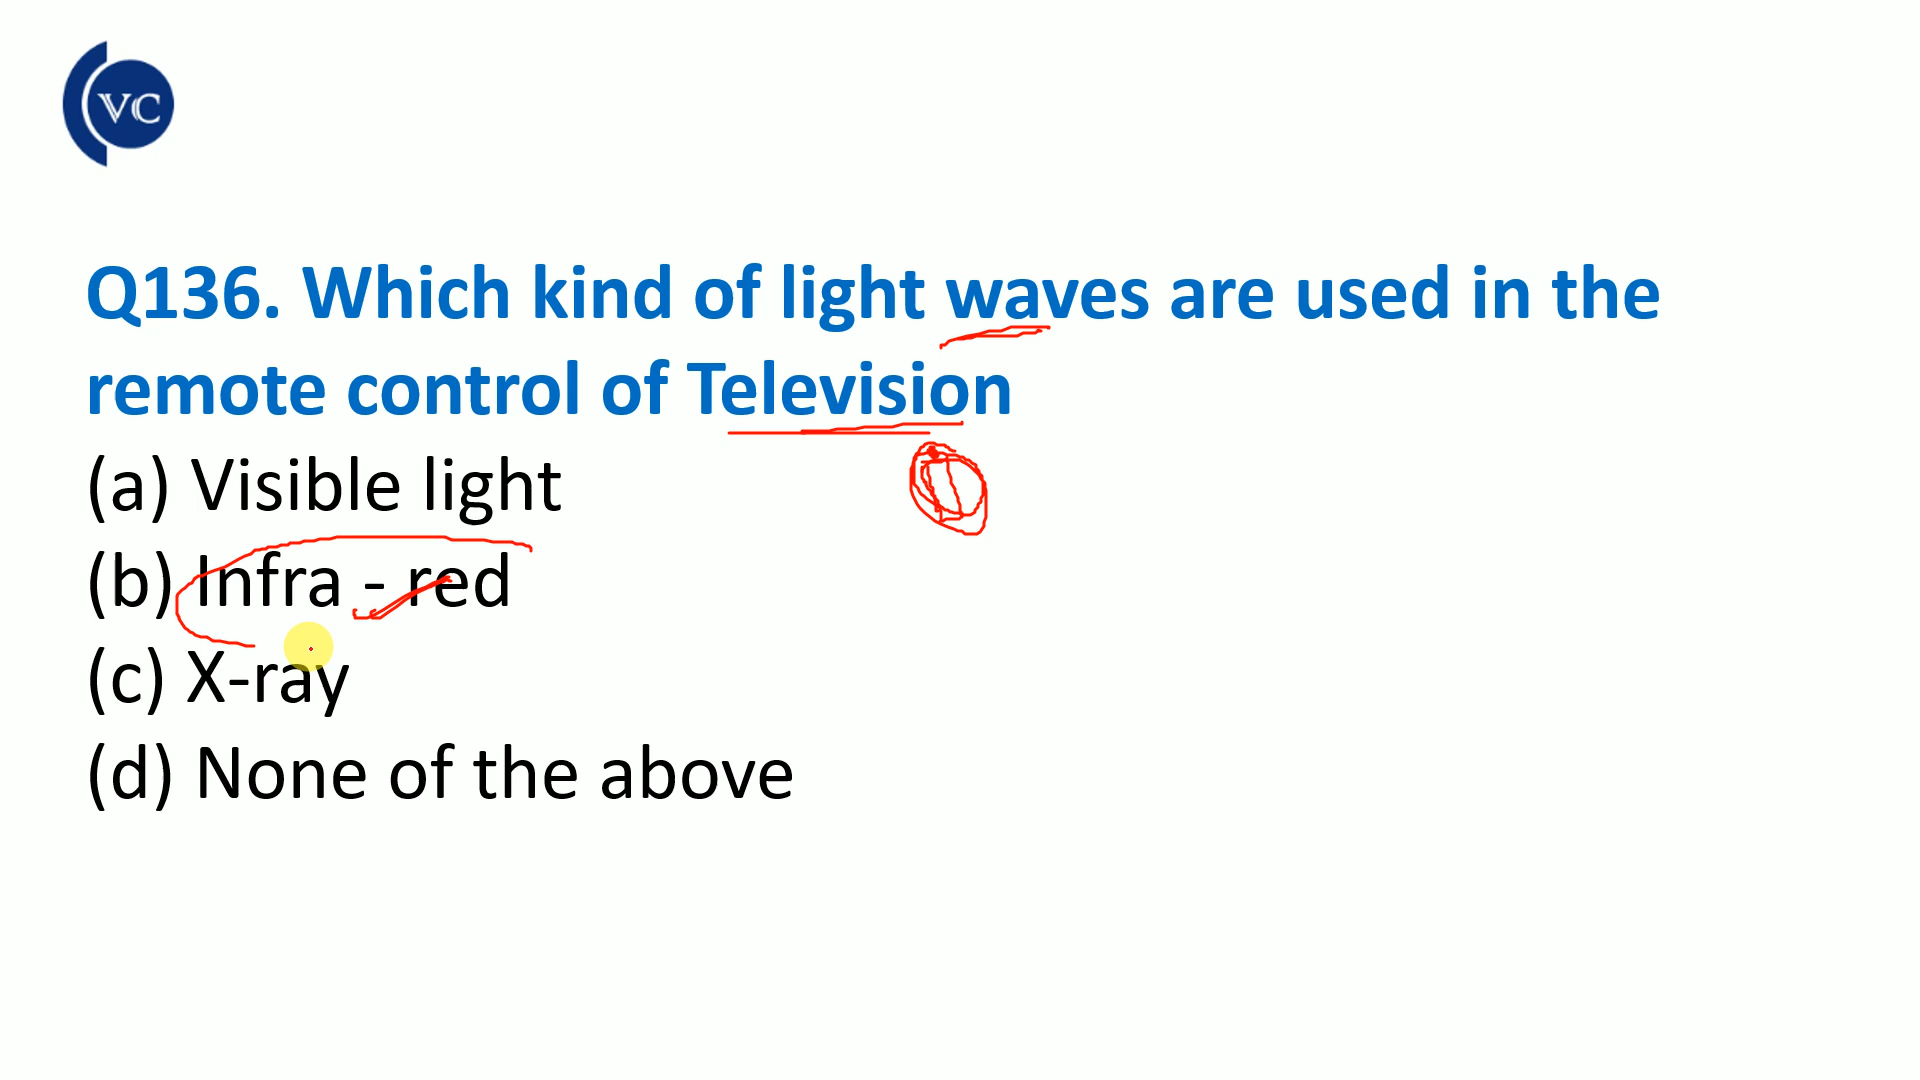 VC
Q136. Which kind of light waves are used in the
remote control of Television
(a) Visible light
(b) Infra - red
(c) X-ray
(d) None of the above